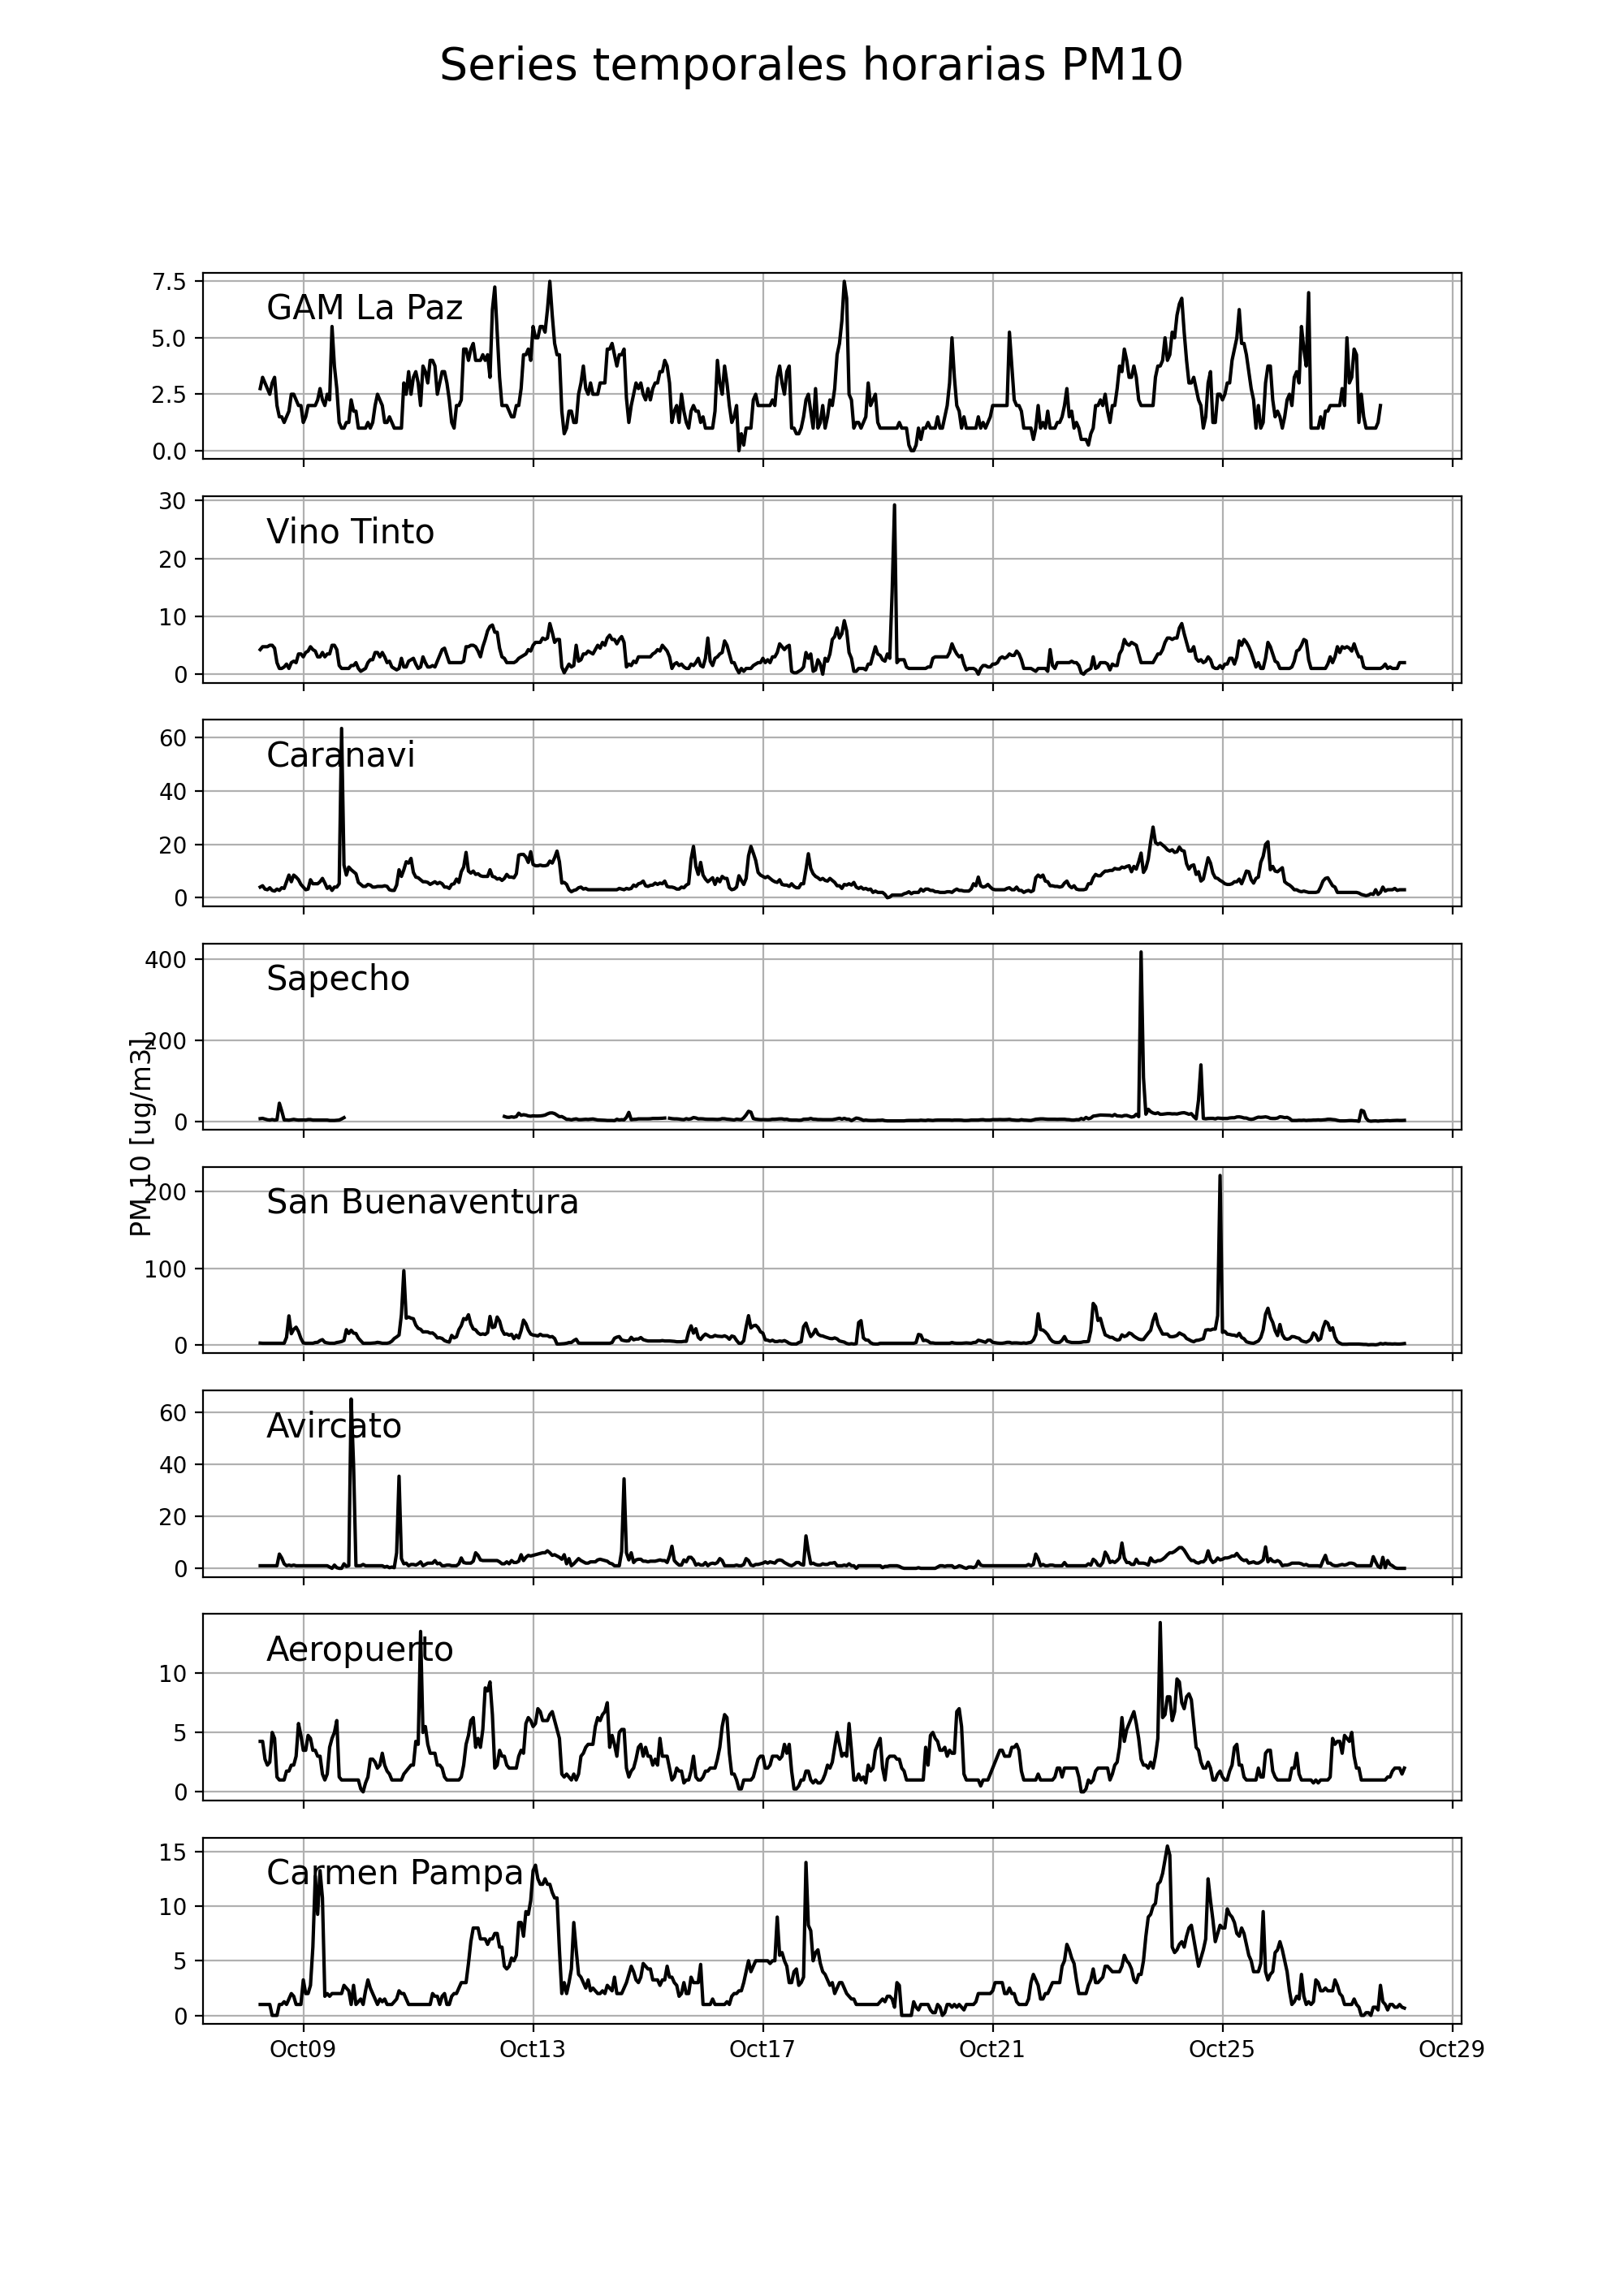 Series temporales horarias PM10
7.5
5.0
2.5
0.0
GAM La Paz
30
20
10
0
Vino Tinto
60
40
20
0
Caranavi
400
200
0
Sapecho
PM 10 [ug/m3]
200
100
0
San Buenaventura
60
40
20
0
Avircato
10
5
0
Aeropuerto
15
10
5
0
Carmen Pampa
Oct09 Oct13 Oct17 Oct21 Oct25 Oct29